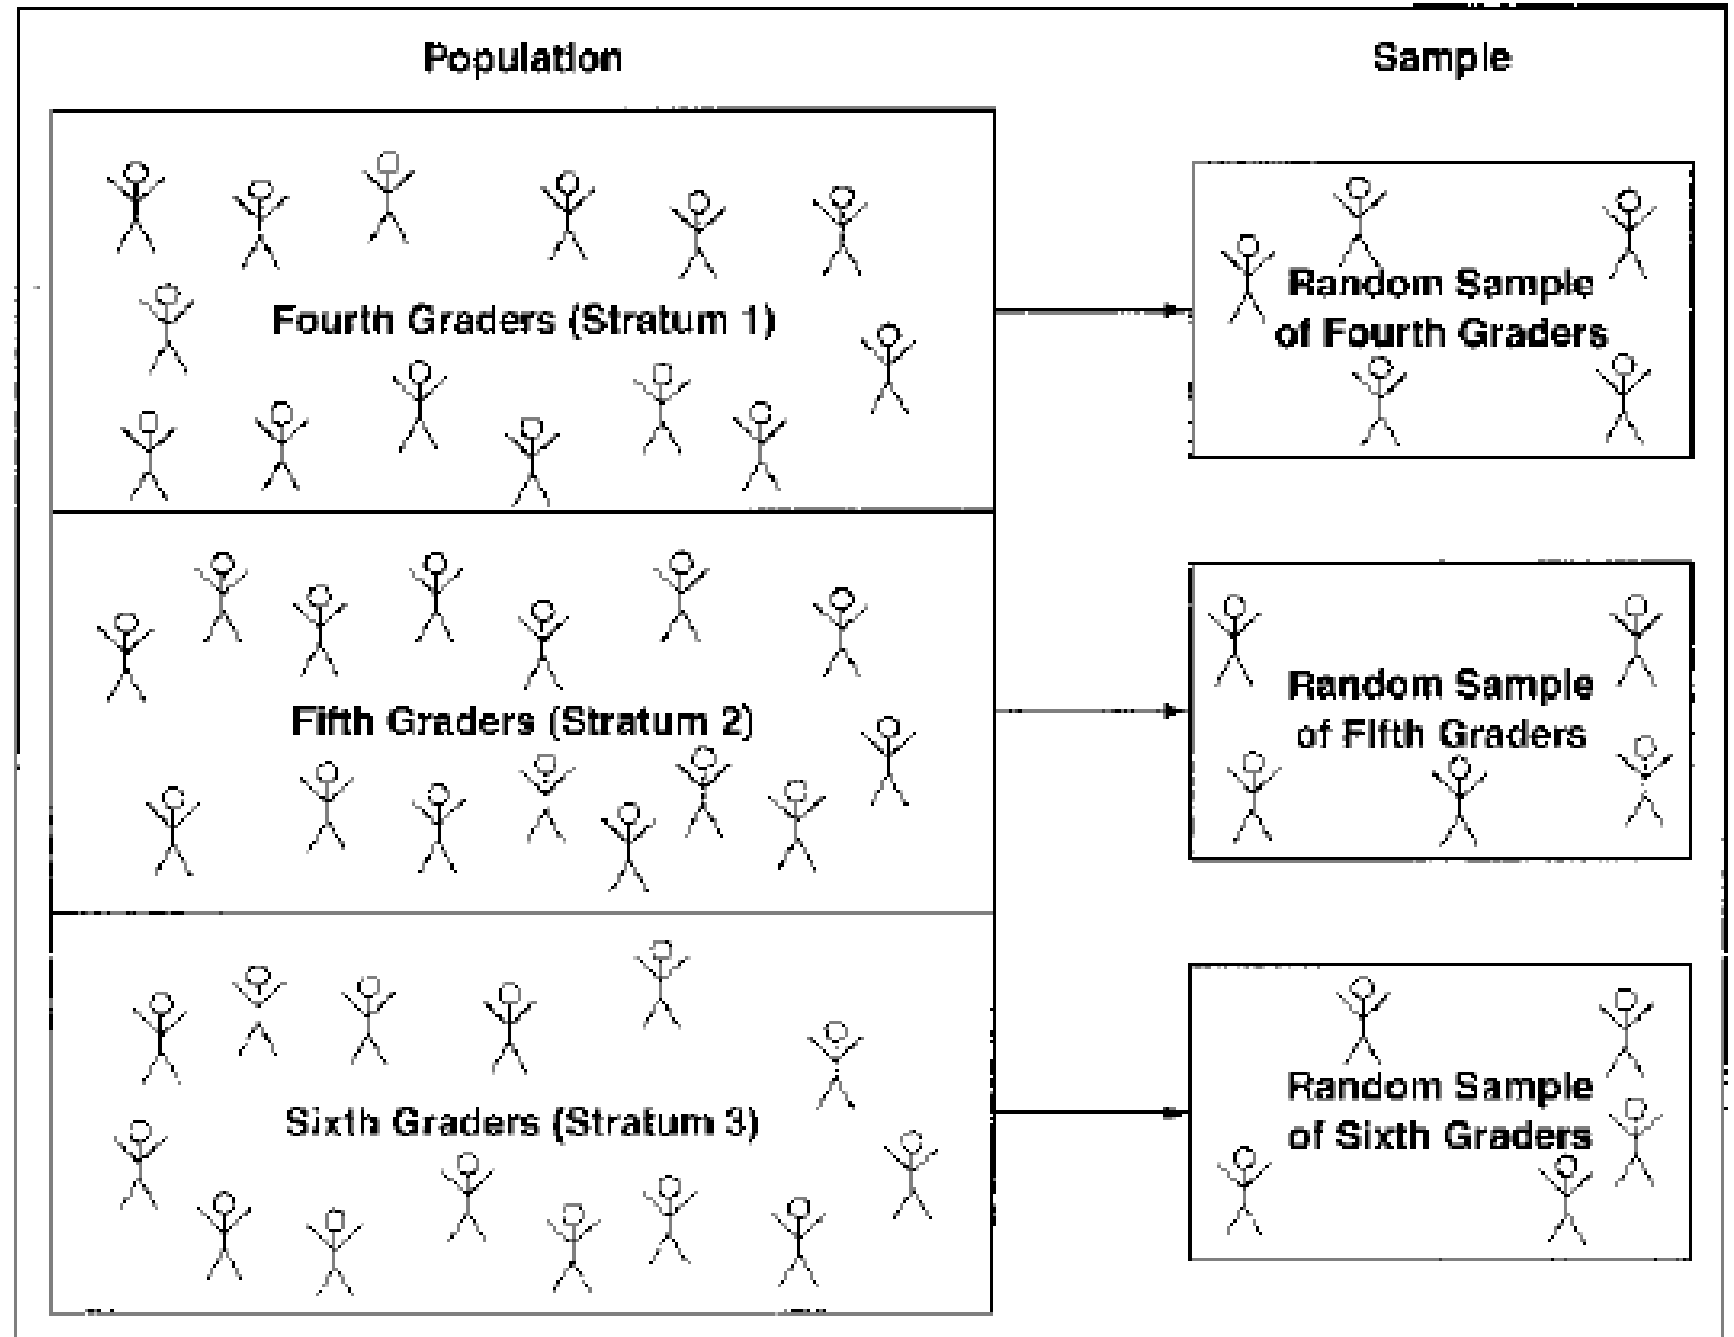 Population
Sample
Fourth Graders (Stratum 1)
Random Sample
of Fourth Graders
Fifth Graders (Stratum 2)
Random Sample
of Fifth Graders
Sixth Graders (Stratum 3)
Random Sample
of Sixth Graders